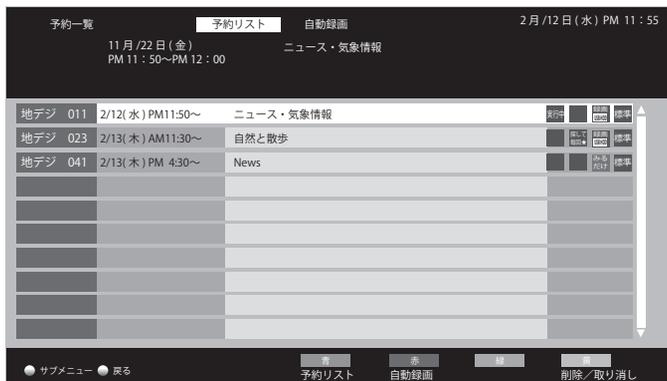 予約一覧 予約リスト 自動録画 2月/12日(水) PM 11：55
11月/22日(金) ニュース・気象情報
PM 11：50～PM 12：00
地デジ 011 2/12(水) PM11:50～ ニュース・気象情報 実行中 録画 標準
地デジ 023 2/13(木) AM11:30～ 自然と散歩 探して 録画 標準
地デジ 041 2/13(木) PM 4:30～ News みるだけ 標準
青 赤 緑 黄
サブメニュー 戻る 予約リスト 自動録画 削除／取り消し